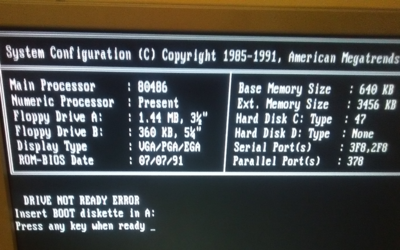 System Configuration (C) Copyright 1985-1991, American Megatrends
Main Processor : 80486
Numeric Processor : Present
Floppy Drive A: : 1.44 MB, 3½"
Floppy Drive B: : 360 KB, 5¼"
Display Type : VGA/PGA/EGA
ROM-BIOS Date : 07/07/91
Base Memory Size : 640 KB
Ext. Memory Size : 3456 KB
Hard Disk C: Type : 47
Hard Disk D: Type : None
Serial Port(s) : 3F8,2F8
Parallel Port(s) : 378
DRIVE NOT READY ERROR
Insert BOOT diskette in A:
Press any key when ready _